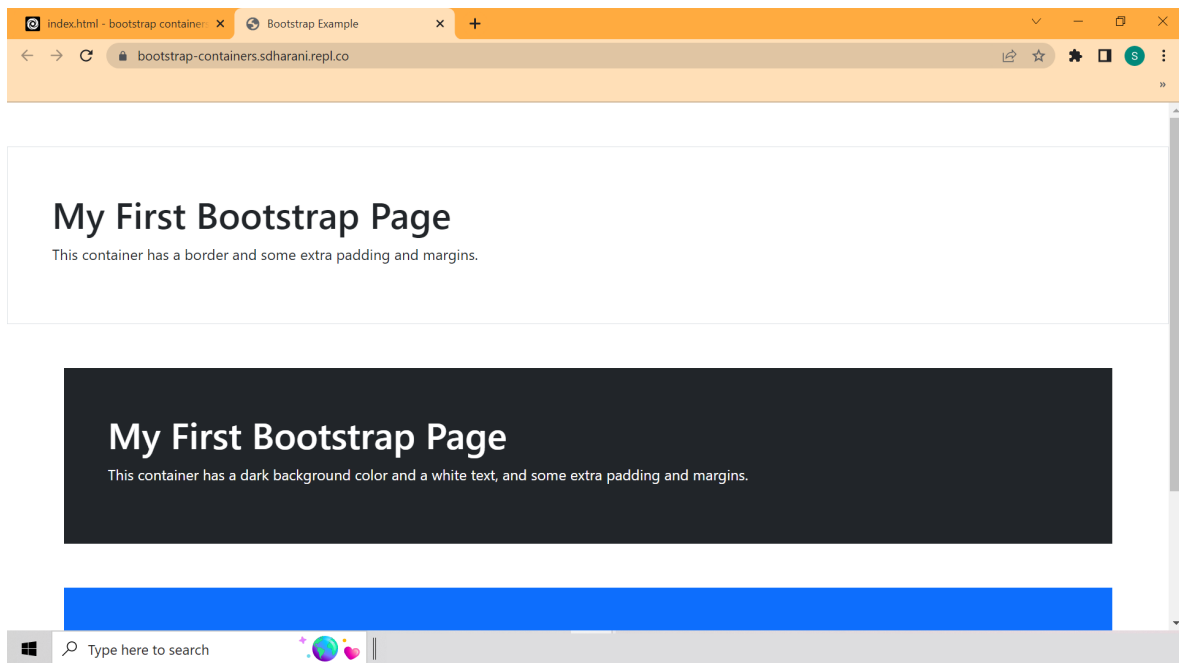 index.html - bootstrap container
Bootstrap Example
bootstrap-containers.sdharani.repl.co
S
»
My First Bootstrap Page
This container has a border and some extra padding and margins.
My First Bootstrap Page
This container has a dark background color and a white text, and some extra padding and margins.
Type here to search